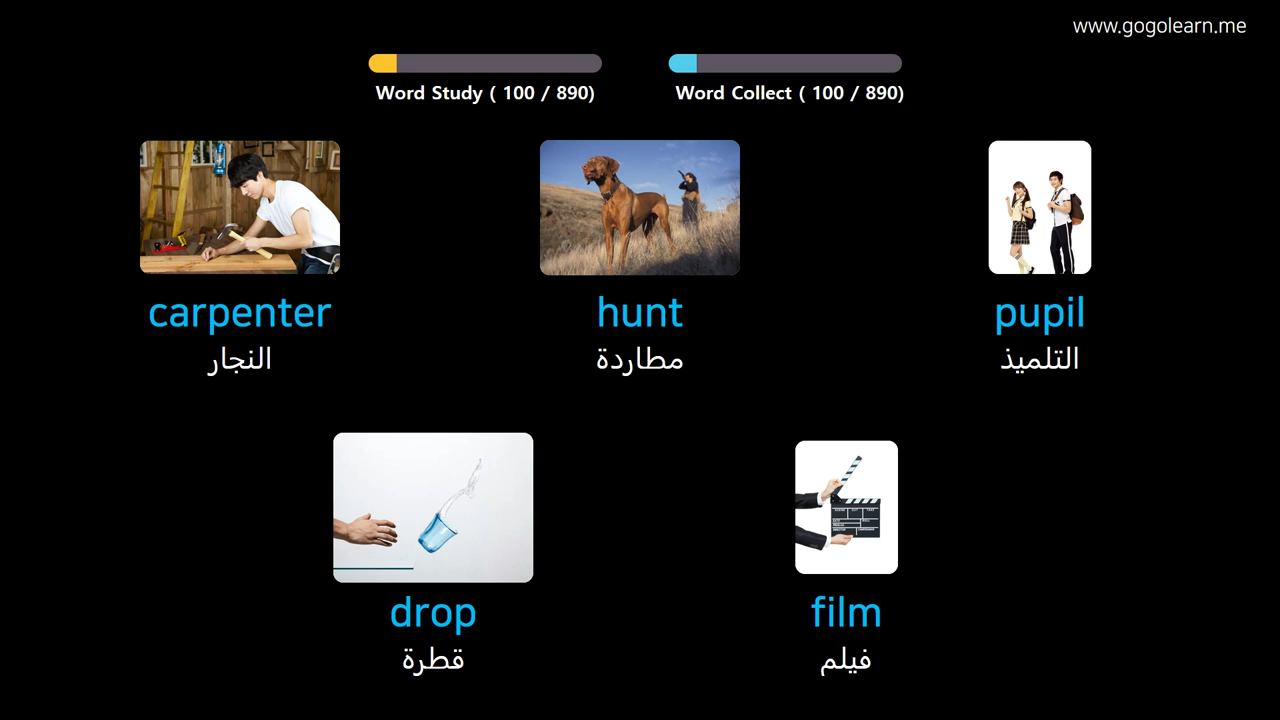 www.gogolearn.me
Word Study ( 100 / 890)
Word Collect ( 100 / 890)
carpenter
النجار
hunt
مطاردة
pupil
التلميذ
drop
قطرة
film
فيلم